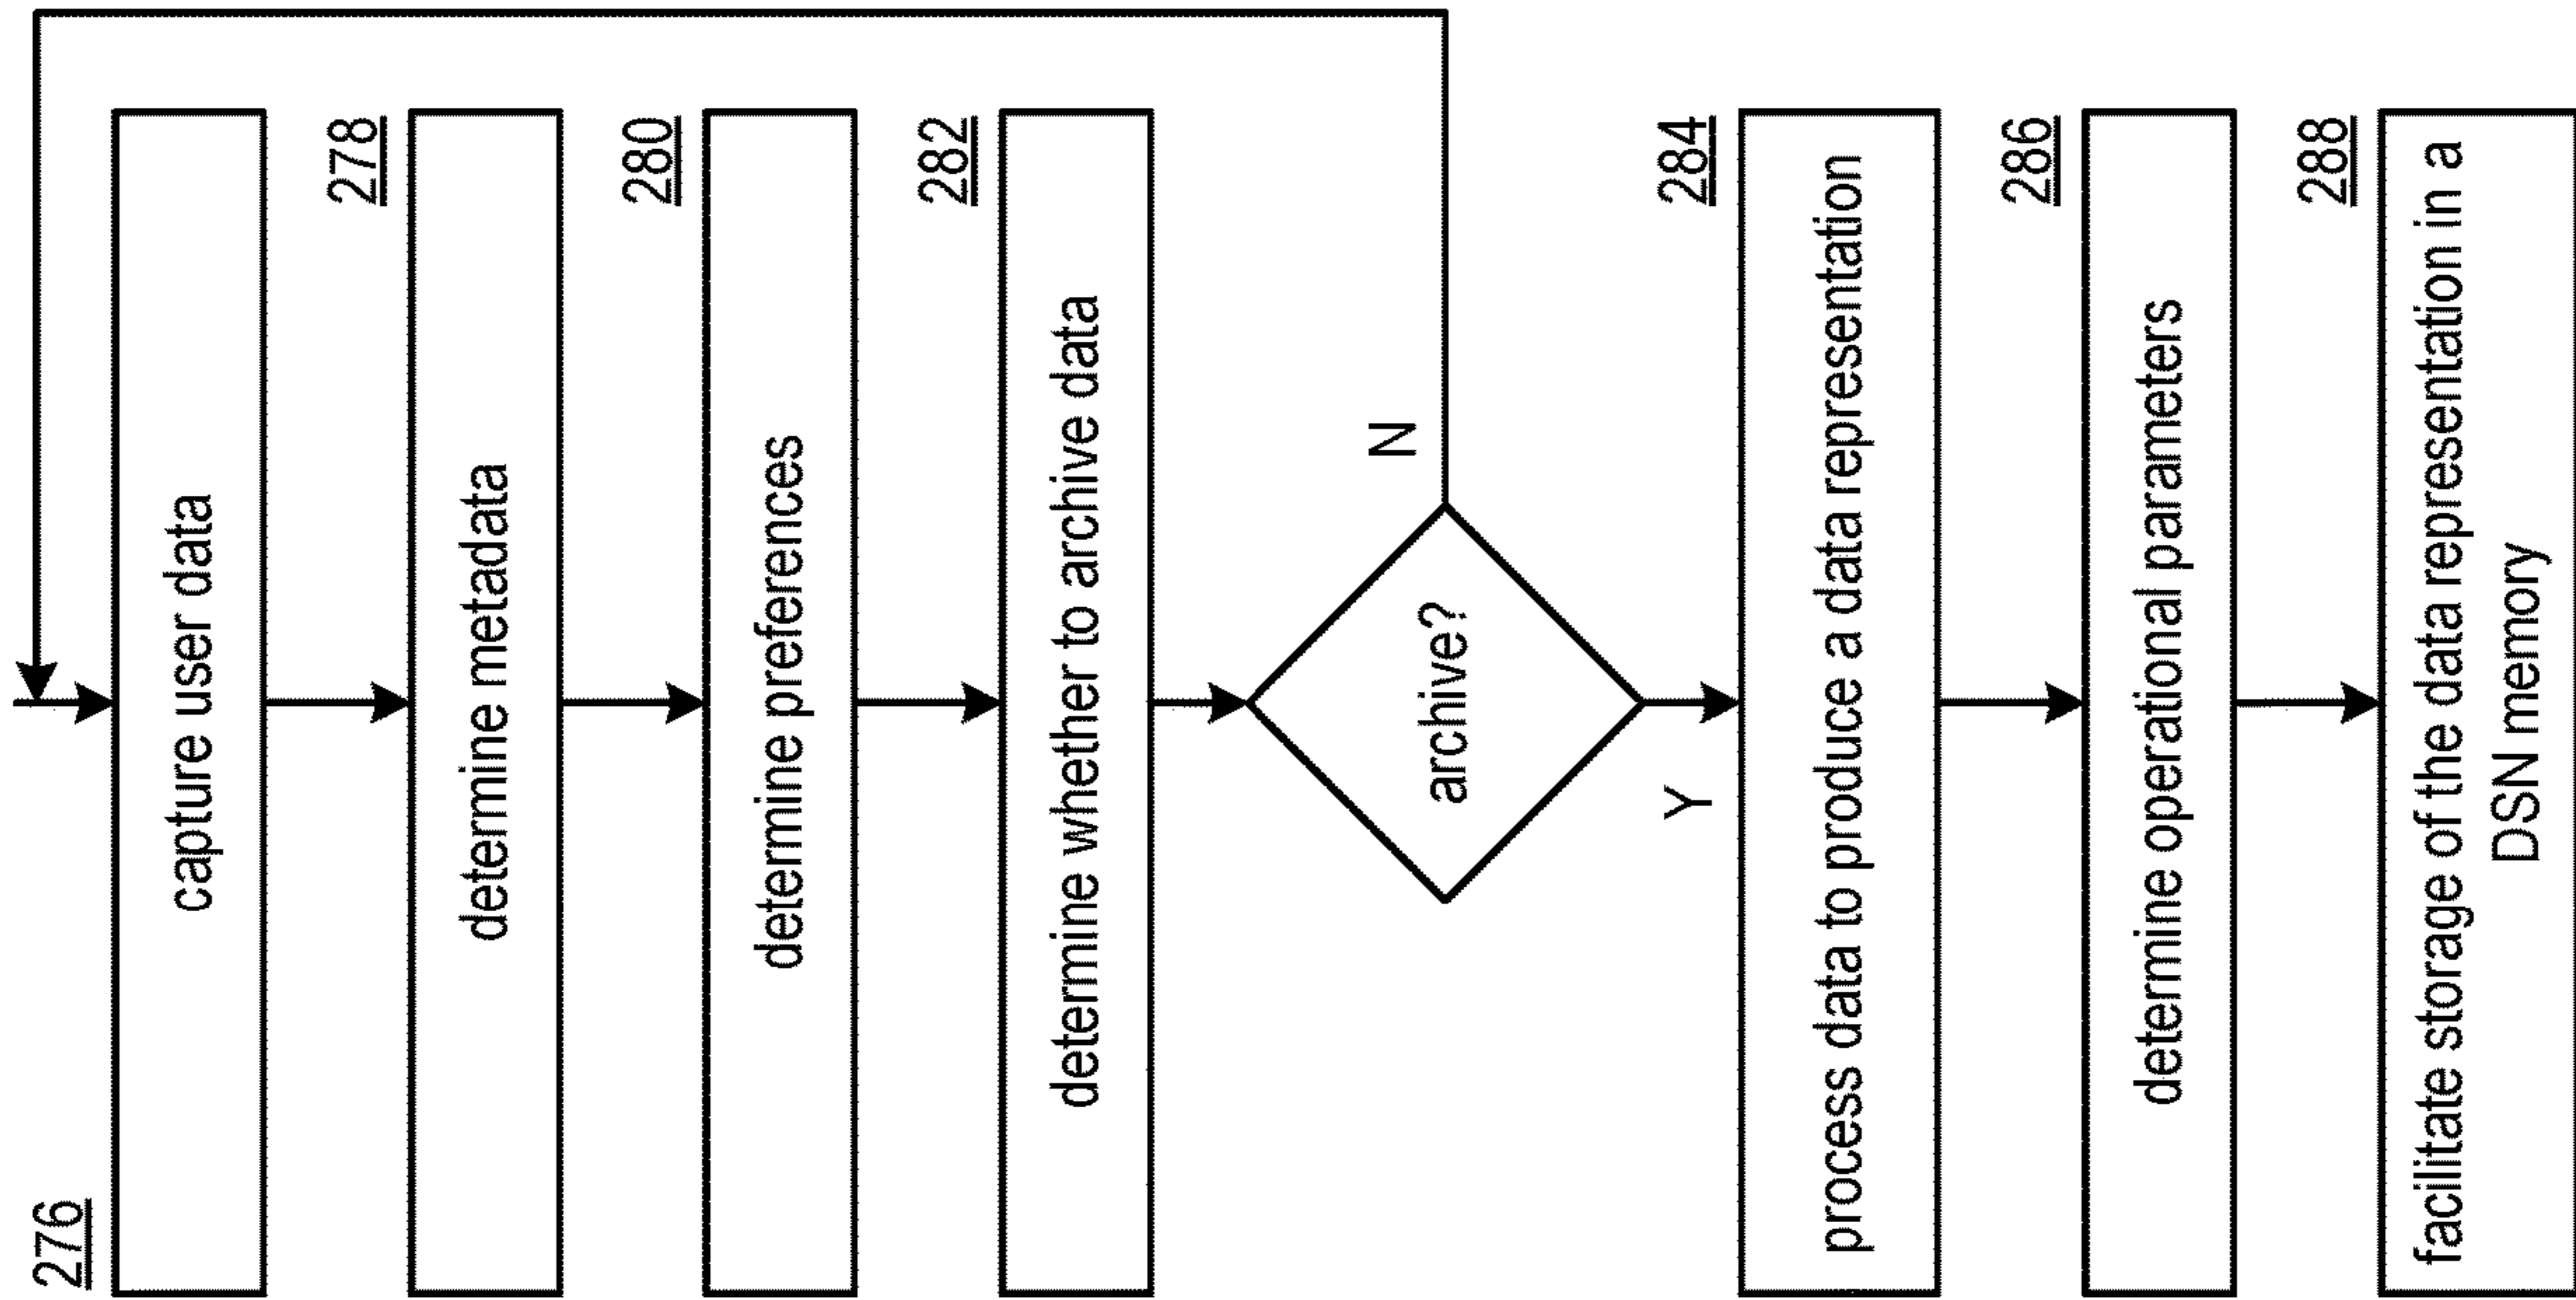 276
capture user data
278
determine metadata
280
determine preferences
282
determine whether to archive data
archive?
N
Y
284
process data to produce a data representation
286
determine operational parameters
288
facilitate storage of the data representation in a
DSN memory